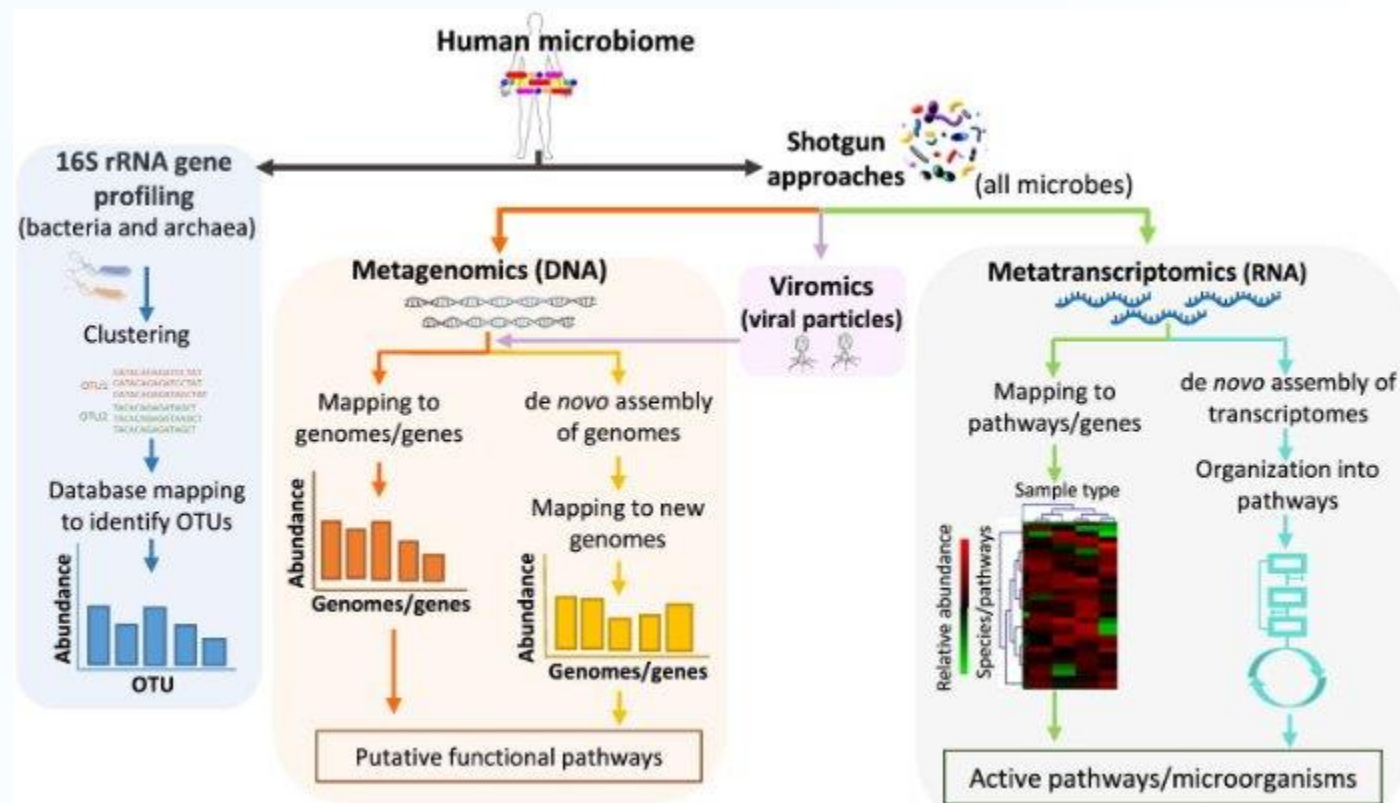 Human microbiome
16S rRNA gene
profiling
(bacteria and archaea)
Clustering
OTU1
OTU2
TACACAGAGATAGCT
Database mapping
to identify OTUs
Abundance
OTU
Shotgun
approaches
(all microbes)
Metagenomics (DNA)
Mapping to
genomes/genes
Abundance
Genomes/genes
de novo assembly
of genomes
Mapping to new
genomes
Abundance
Genomes/genes
Putative functional pathways
Viromics
(viral particles)
Metatranscriptomics (RNA)
Mapping to
pathways/genes
Sample type
Relative abundance
Species/pathways
de novo assembly of
transcriptomes
Organization into
pathways
Active pathways/microorganisms